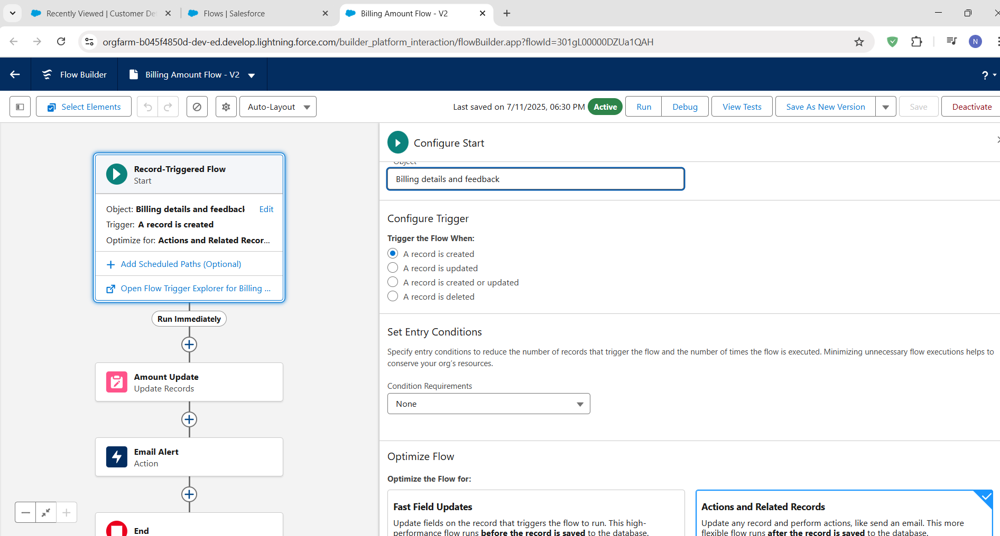 Recently Viewed | Customer De
Flows | Salesforce
Billing Amount Flow - V2
orgfarm-b045f4850d-dev-ed.develop.lightning.force.com/builder_platform_interaction/flowBuilder.app?flowId=301gL00000DZUa1QAH
N
Flow Builder
Billing Amount Flow - V2
?
Select Elements
Auto-Layout
Last saved on 7/11/2025, 06:30 PM
Active
Run
Debug
View Tests
Save As New Version
Save
Deactivate
Record-Triggered Flow
Start
Object: Billing details and feedback
Edit
Trigger: A record is created
Optimize for: Actions and Related Recor...
Add Scheduled Paths (Optional)
Open Flow Trigger Explorer for Billing ...
Run Immediately
Amount Update
Update Records
Email Alert
Action
End
Configure Start
Object
Billing details and feedback
Configure Trigger
Trigger the Flow When:
A record is created
A record is updated
A record is created or updated
A record is deleted
Set Entry Conditions
Specify entry conditions to reduce the number of records that trigger the flow and the number of times the flow is executed. Minimizing unnecessary flow executions helps to
conserve your org's resources.
Condition Requirements
None
Optimize Flow
Optimize the Flow for:
Fast Field Updates
Update fields on the record that triggers the flow to run. This high-
performance flow runs before the record is saved to the database.
Actions and Related Records
Update any record and perform actions, like send an email. This more
flexible flow runs after the record is saved to the database.